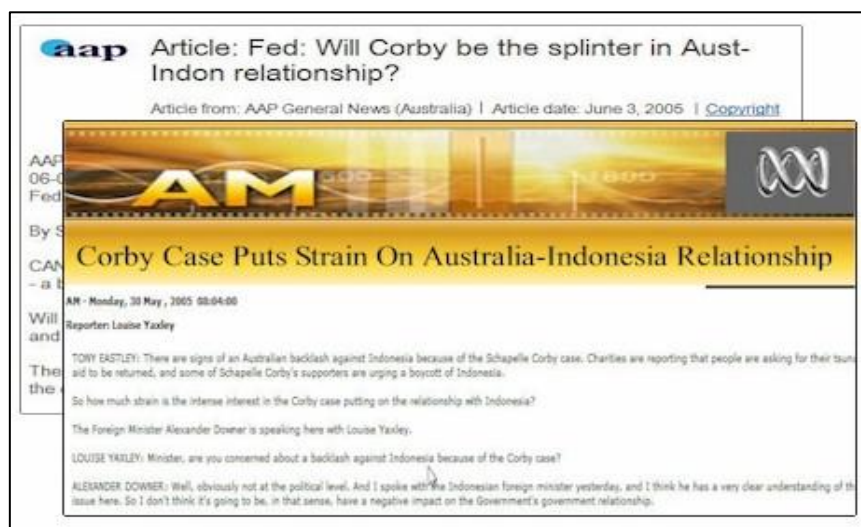 aap
Article: Fed: Will Corby be the splinter in Aust-
Indon relationship?
Article from: AAP General News (Australia) | Article date: June 3, 2005 | Copyright
AAP
06-0
Fed
By S
CAN
- a b
Will
and
The
the
AM
Corby Case Puts Strain On Australia-Indonesia Relationship
AM - Monday, 30 May , 2005 08:04:00
Reporter: Louise Yaxley
TONY EASTLEY: There are signs of an Australian backlash against Indonesia because of the Schapelle Corby case. Charities are reporting that people are asking for their tsuna
aid to be returned, and some of Schapelle Corby's supporters are urging a boycott of Indonesia.
So how much strain is the intense interest in the Corby case putting on the relationship with Indonesia?
The Foreign Minister Alexander Downer is speaking here with Louise Yaxley.
LOUISE YAXLEY: Minister, are you concerned about a backlash against Indonesia because of the Corby case?
ALEXANDER DOWNER: Well, obviously not at the political level. And I spoke with the Indonesian foreign minister yesterday, and I think he has a very clear understanding of th
issue here. So I don't think it's going to be, in that sense, have a negative impact on the Government's government relationship.